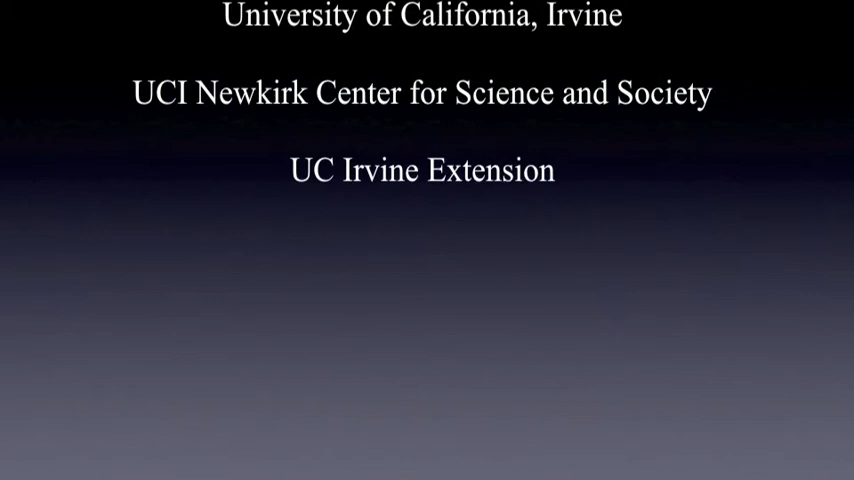 University of California, Irvine
UCI Newkirk Center for Science and Society
UC Irvine Extension